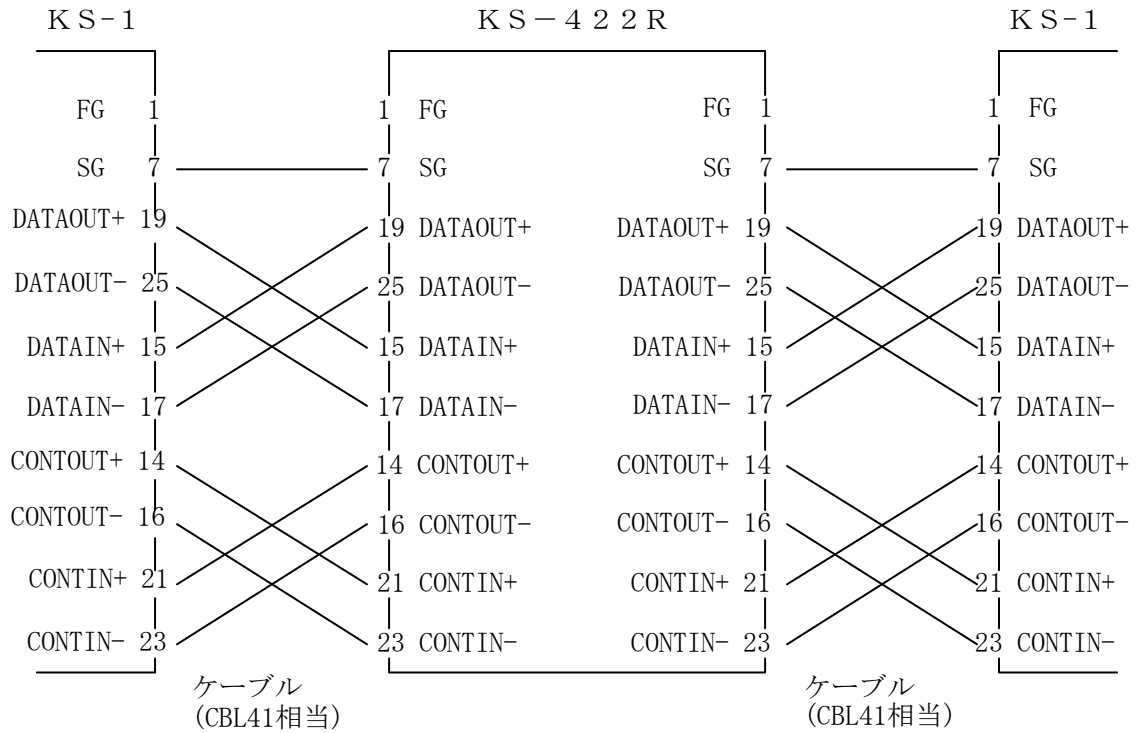 KS-1 KS-422R KS-1
FG 1 1 FG FG 1 1 FG
SG 7 7 SG SG 7 7 SG
DATAOUT+ 19 19 DATAOUT+ DATAOUT+ 19 19 DATAOUT+
DATAOUT- 25 25 DATAOUT- DATAOUT- 25 25 DATAOUT-
DATAIN+ 15 15 DATAIN+ DATAIN+ 15 15 DATAIN+
DATAIN- 17 17 DATAIN- DATAIN- 17 17 DATAIN-
CONTOUT+ 14 14 CONTOUT+ CONTOUT+ 14 14 CONTOUT+
CONTOUT- 16 16 CONTOUT- CONTOUT- 16 16 CONTOUT-
CONTIN+ 21 21 CONTIN+ CONTIN+ 21 21 CONTIN+
CONTIN- 23 23 CONTIN- CONTIN- 23 23 CONTIN-
ケーブル ケーブル
(CBL41相当) (CBL41相当)